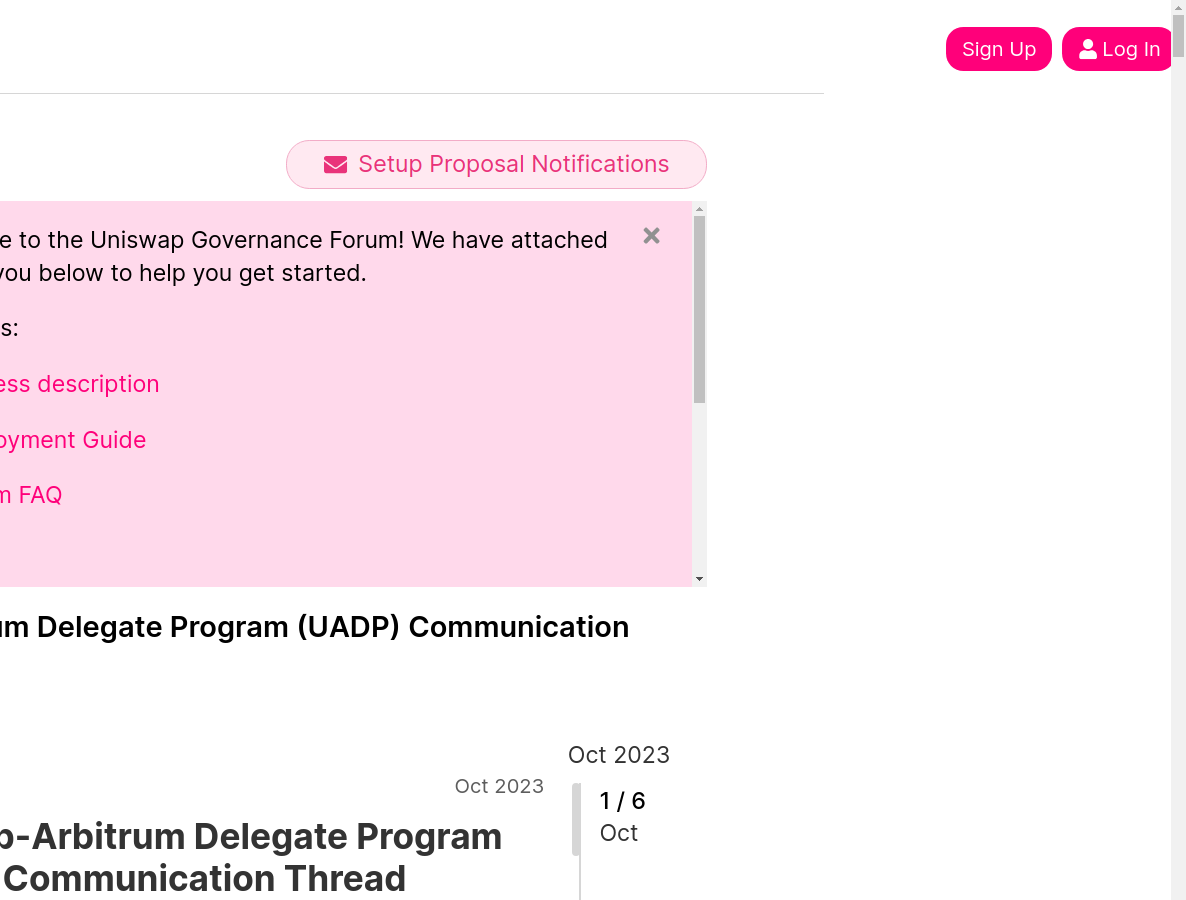 Sign Up
Log In
Setup Proposal Notifications
e to the Uniswap Governance Forum! We have attached
you below to help you get started.
s:
ess description
oyment Guide
m FAQ
um Delegate Program (UADP) Communication
Oct 2023
Oct 2023
1 / 6
Oct
p-Arbitrum Delegate Program
Communication Thread